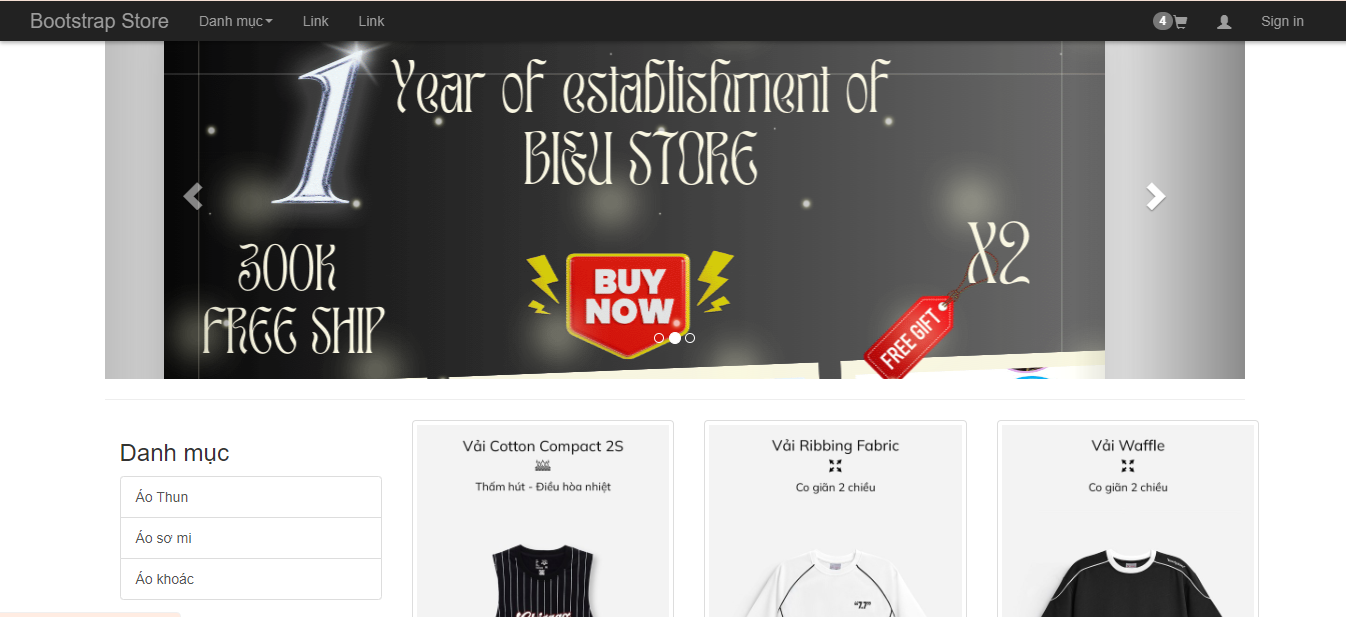 Bootstrap Store Danh mục Link Link 4 Sign in
1 Year of establishment of
BIEU STORE
300K
FREE SHIP
BUY
NOW
X2
FREE GIFT
Danh mục
Áo Thun
Áo sơ mi
Áo khoác
Vải Cotton Compact 2S
Thấm hút - Điều hòa nhiệt
Vải Ribbing Fabric
Co giãn 2 chiều
"7.7"
Vải Waffle
Co giãn 2 chiều